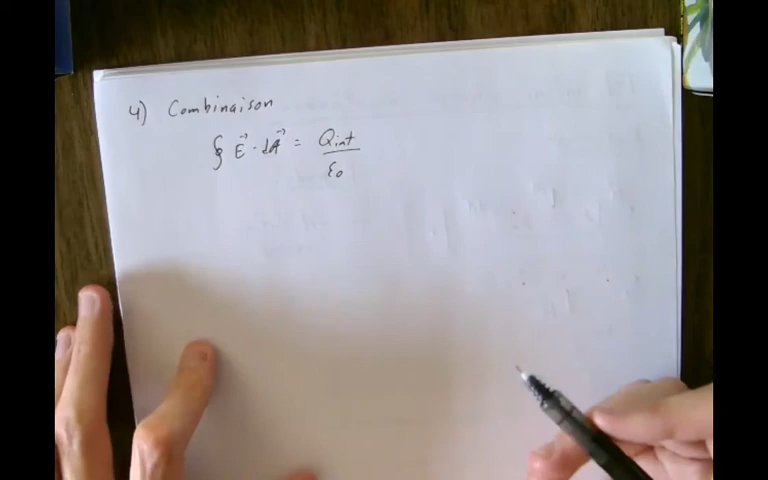 4) Combinaison
∮ E⃗ · dA⃗ = Qint / ε0